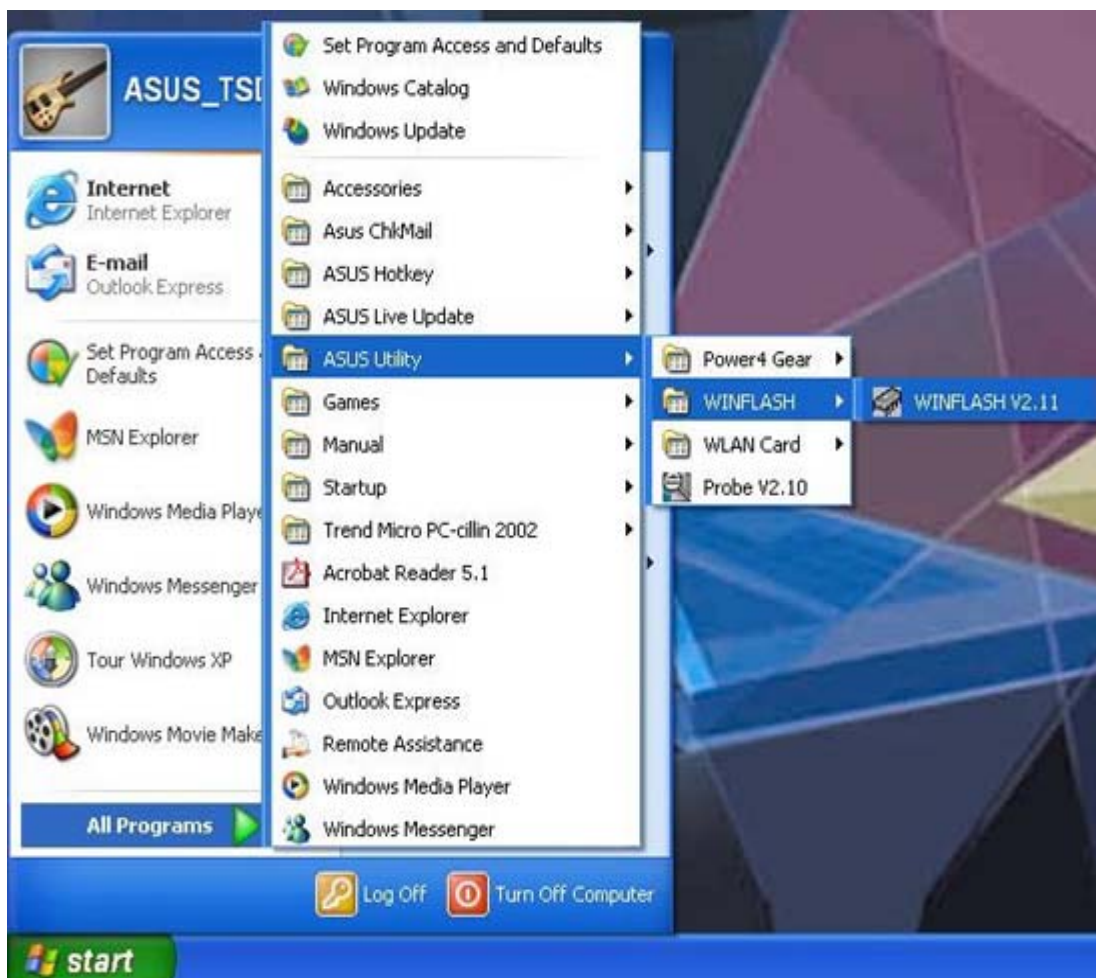 ASUS_TSD
Internet
Internet Explorer
E-mail
Outlook Express
Set Program Access
Defaults
MSN Explorer
Windows Media Playe
Windows Messenger
Tour Windows XP
Windows Movie Make
All Programs
Set Program Access and Defaults
Windows Catalog
Windows Update
Accessories
Asus ChkMail
ASUS Hotkey
ASUS Live Update
ASUS Utility
Games
Manual
Startup
Trend Micro PC-cillin 2002
Acrobat Reader 5.1
Internet Explorer
MSN Explorer
Outlook Express
Remote Assistance
Windows Media Player
Windows Messenger
Power4 Gear
WINFLASH
WLAN Card
Probe V2.10
WINFLASH V2.11
Log Off
Turn Off Computer
start